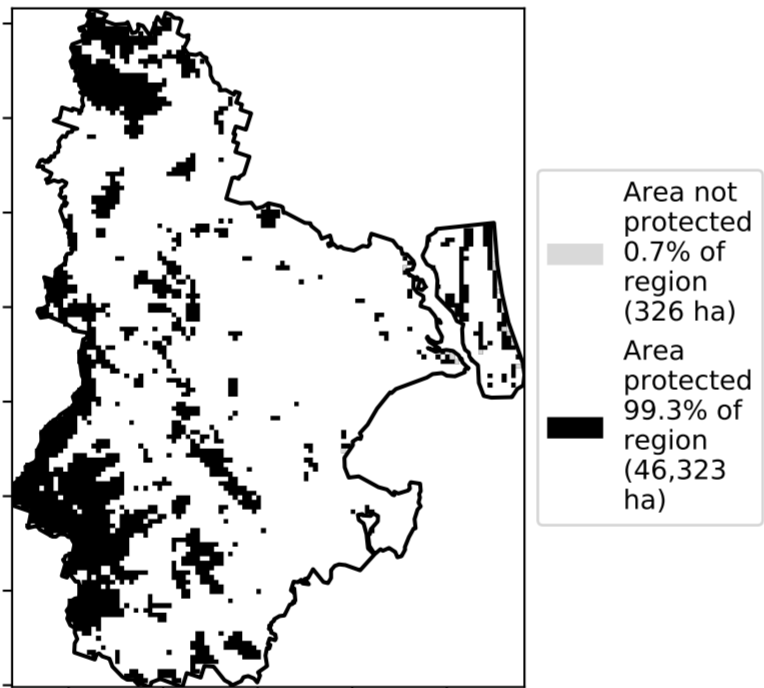 Area not
protected
0.7% of
region
(326 ha)
Area
protected
99.3% of
region
(46,323
ha)